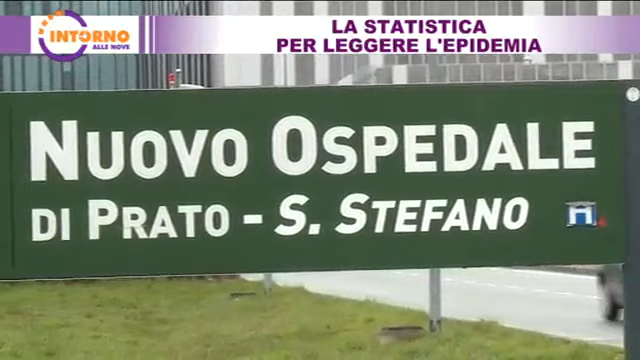 INTORNO
ALLE NOVE
LA STATISTICA
PER LEGGERE L'EPIDEMIA
NUOVO OSPEDALE
DI PRATO - S. STEFANO